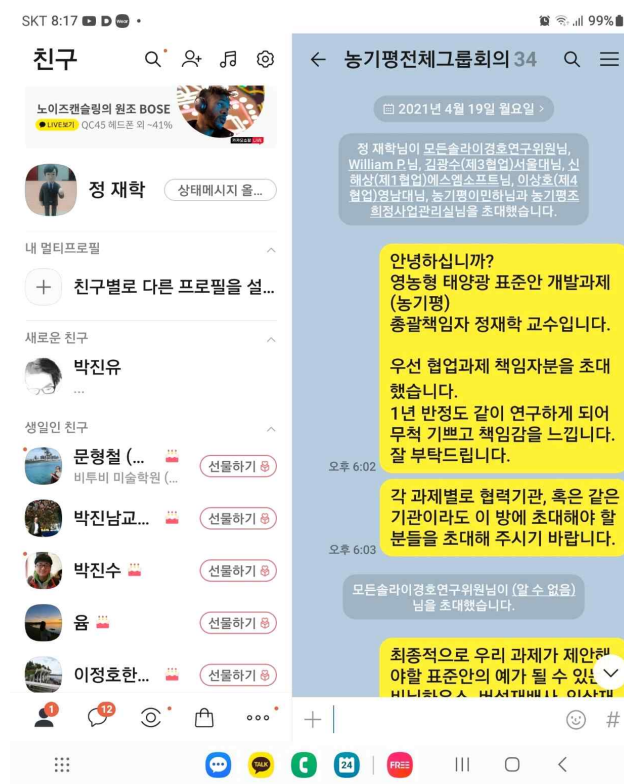 SKT 8:17
99%
친구
노이즈캔슬링의 원조 BOSE
LIVE보기 QC45 헤드폰 외 ~41%
정 재학
상태메시지 올...
내 멀티프로필
친구별로 다른 프로필을 설...
새로운 친구
박진유
...
생일인 친구
문형철 (...
비투비 미술학원 (...
선물하기
박진남교...
선물하기
박진수
선물하기
윰
선물하기
이정호한...
선물하기
1
12
농기평전체그룹회의 34
2021년 4월 19일 월요일
정 재학님이 모든솔라이경호연구위원님,
William P.님, 김광수(제3협업)서울대님, 신
해상(제1협업)에스엠소프트님, 이상호(제4
협업)영남대님, 농기평이민하님과 농기평조
희정사업관리실님을 초대했습니다.
안녕하십니까?
영농형 태양광 표준안 개발과제
(농기평)
총괄책임자 정재학 교수입니다.
우선 협업과제 책임자분을 초대
했습니다.
1년 반정도 같이 연구하게 되어
무척 기쁘고 책임감을 느낍니다.
잘 부탁드립니다.
오후 6:02
각 과제별로 협력기관, 혹은 같은
기관이라도 이 방에 초대해야 할
분들을 초대해 주시기 바랍니다.
오후 6:03
모든솔라이경호연구위원님이 (알 수 없음)
님을 초대했습니다.
최종적으로 우리 과제가 제안해
야할 표준안의 예가 될 수 있는
비닐하우스, 버섯재배사, 인삼재
#
TALK
24
FREE